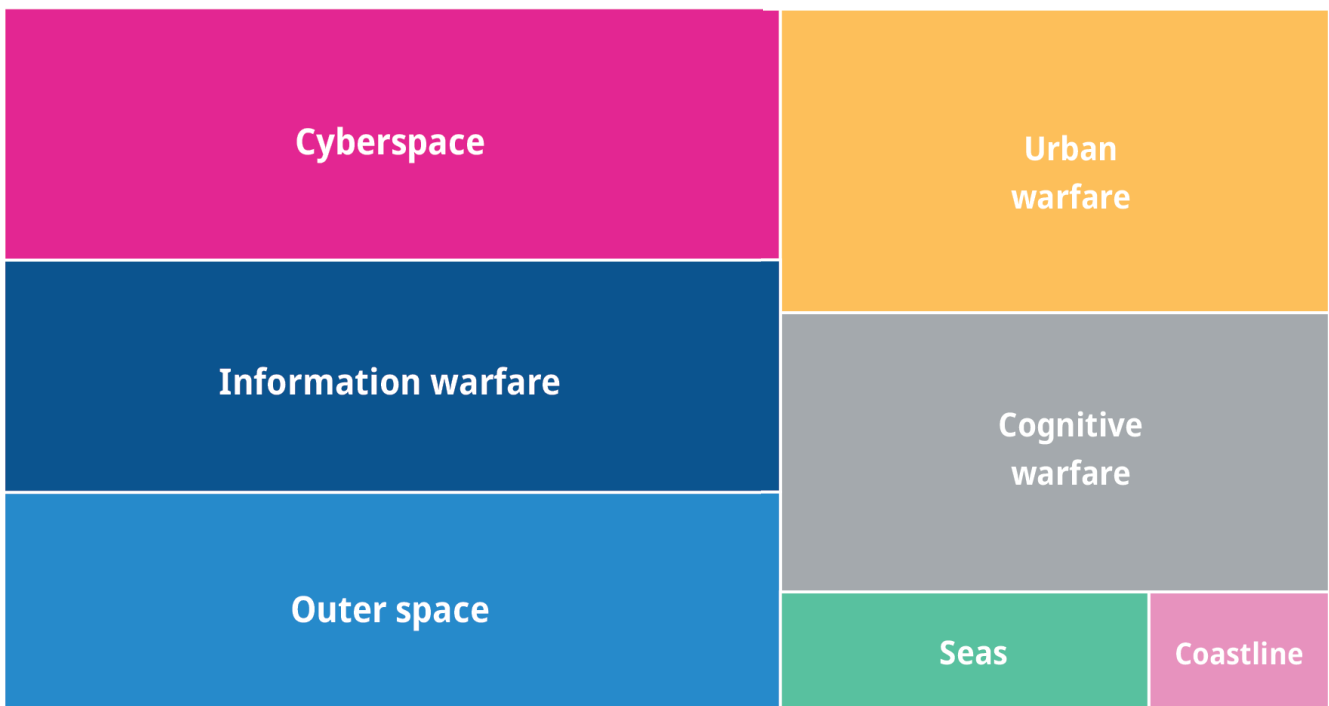 Cyberspace
Information warfare
Outer space
Urban
warfare
Cognitive
warfare
Seas
Coastline